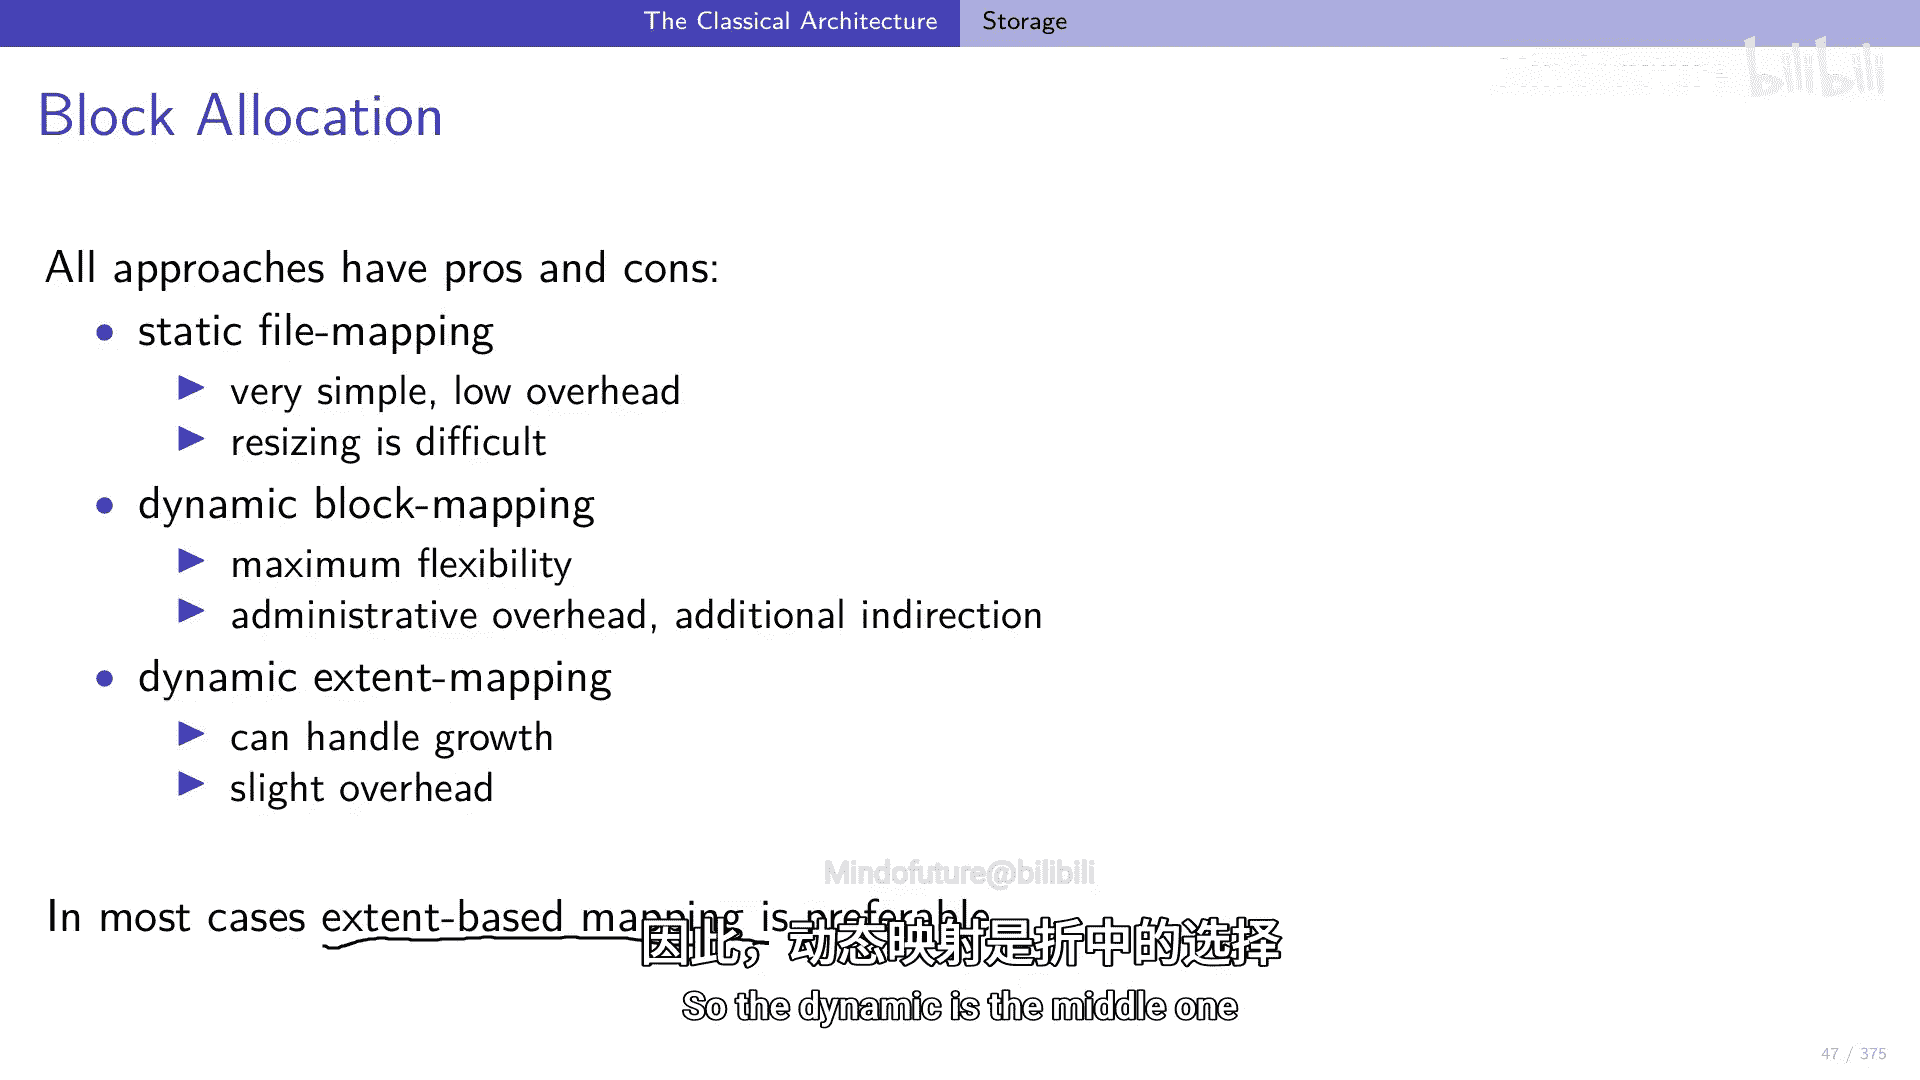 The Classical Architecture Storage
bilibili
Block Allocation
All approaches have pros and cons:
• static file-mapping
▶ very simple, low overhead
▶ resizing is difficult
• dynamic block-mapping
▶ maximum flexibility
▶ administrative overhead, additional indirection
• dynamic extent-mapping
▶ can handle growth
▶ slight overhead
Mindofuture@bilibili
In most cases extent-based mapping is preferable
因此，动态映射是折中的选择
So the dynamic is the middle one
47 / 375